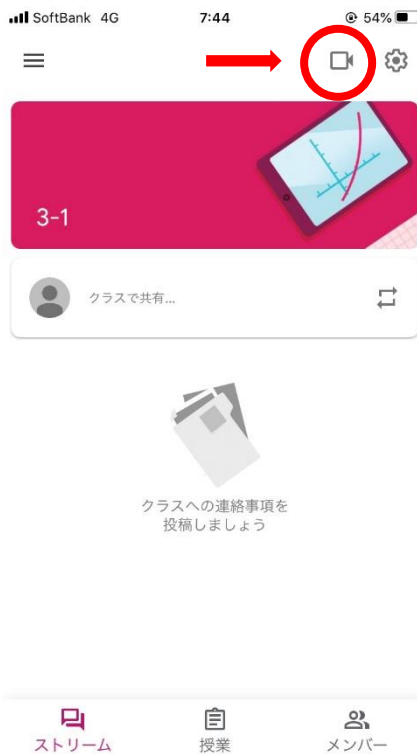 SoftBank 4G 7:44 54%
3-1
クラスで共有...
クラスへの連絡事項を
投稿しましょう
ストリーム 授業 メンバー